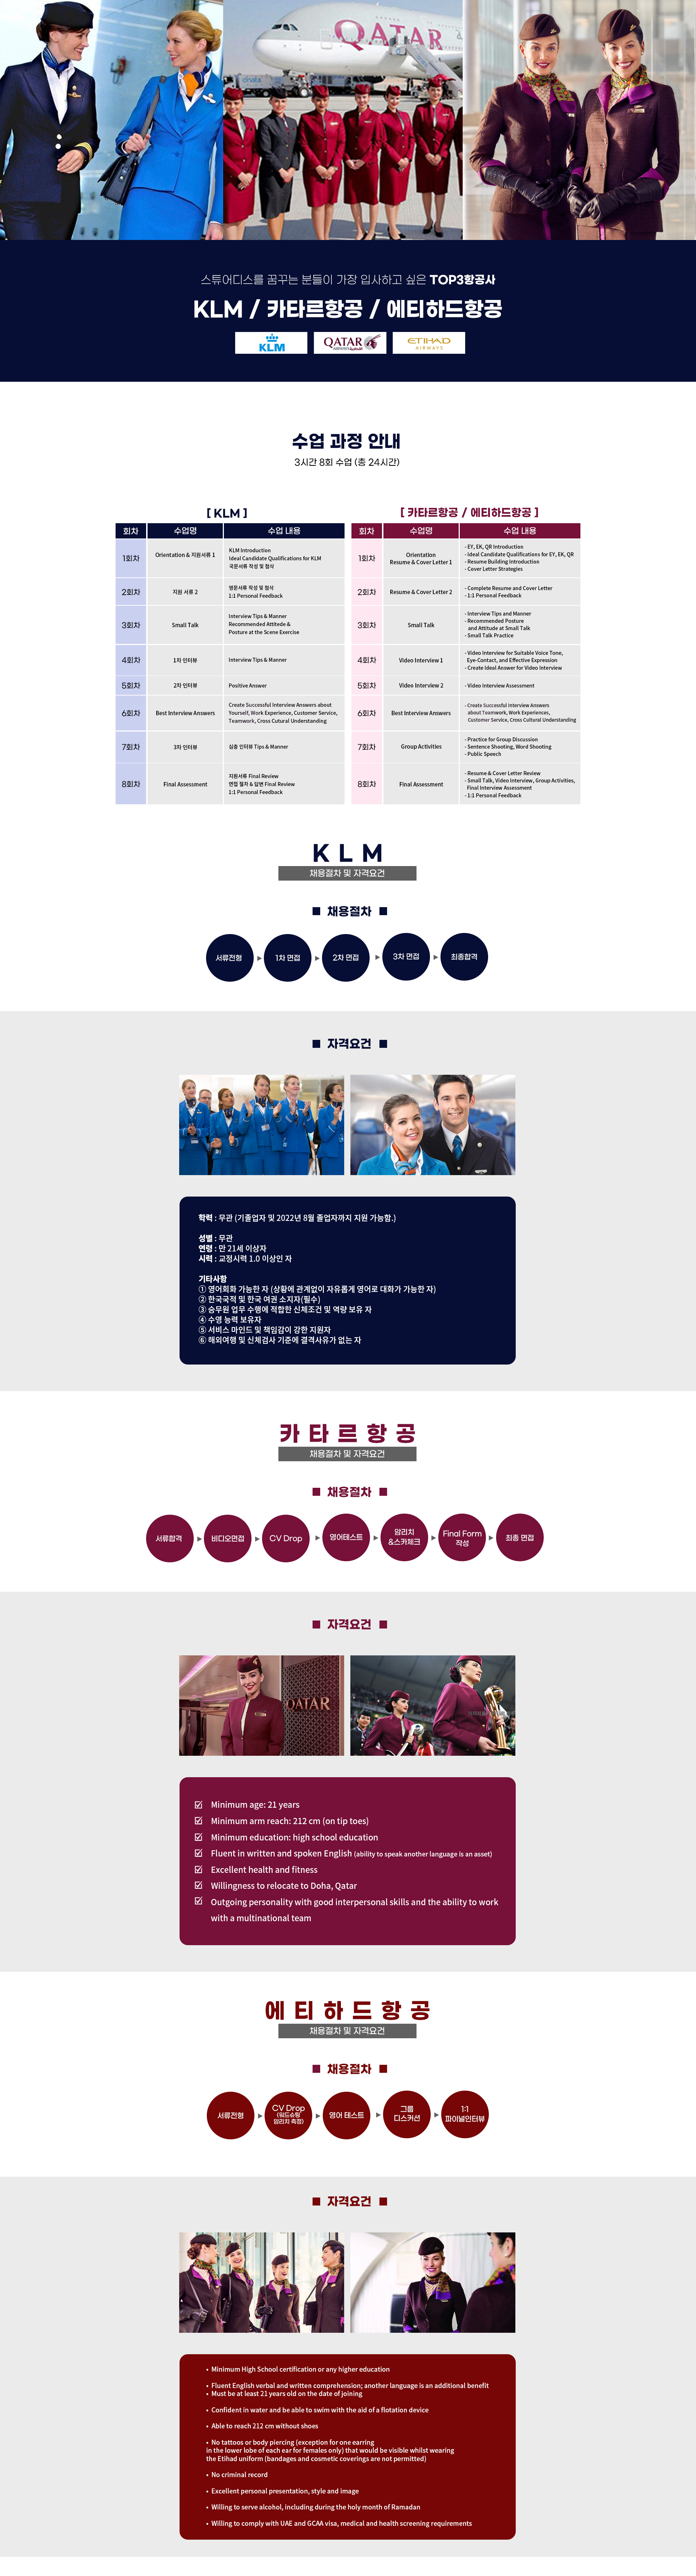 QATAR
스튜어디스를 꿈꾸는 분들이 가장 입사하고 싶은 TOP3항공사
KLM / 카타르항공 / 에티하드항공
KLM
QATAR
AIRWAYS
ETIHAD
AIRWAYS
수업 과정 안내
3시간 8회 수업 (총 24시간)
[ KLM ]
회차 수업명 수업 내용
1회차
Orientation & 지원서류 1
KLM Introduction
Ideal Candidate Qualifications for KLM
국문서류 작성 및 첨삭
2회차
지원 서류 2
영문서류 작성 및 첨삭
1:1 Personal Feedback
3회차
Small Talk
Interview Tips & Manner
Recommended Attitede &
Posture at the Scene Exercise
4회차
1차 인터뷰
Interview Tips & Manner
5회차
2차 인터뷰
Positive Answer
6회차
Best Interview Answers
Create Successful Interview Answers about
Yourself, Work Experience, Customer Service,
Teamwork, Cross Cutural Understanding
7회차
3차 인터뷰
심층 인터뷰 Tips & Manner
8회차
Final Assessment
지원서류 Final Review
면접 절차 & 답변 Final Review
1:1 Personal Feedback
[ 카타르항공 / 에티하드항공 ]
회차 수업명 수업 내용
1회차
Orientation
Resume & Cover Letter 1
- EY, EK, QR Introduction
- Ideal Candidate Qualifications for EY, EK, QR
- Resume Building Introduction
- Cover Letter Strategies
2회차
Resume & Cover Letter 2
- Complete Resume and Cover Letter
- 1:1 Personal Feedback
3회차
Small Talk
- Interview Tips and Manner
- Recommended Posture
and Attitude at Small Talk
- Small Talk Practice
4회차
Video Interview 1
- Video Interview for Suitable Voice Tone,
Eye-Contact, and Effective Expression
- Create Ideal Answer for Video Interview
5회차
Video Interview 2
- Video Interview Assessment
6회차
Best Interview Answers
- Create Successful Interview Answers
about Teamwork, Work Experiences,
Customer Service, Cross Cultural Understanding
7회차
Group Activities
- Practice for Group Discussion
- Sentence Shooting, Word Shooting
- Public Speech
8회차
Final Assessment
- Resume & Cover Letter Review
- Small Talk, Video Interview, Group Activities,
Final Interview Assessment
- 1:1 Personal Feedback
KLM
채용절차 및 자격요건
■ 채용절차 ■
서류전형 ▶ 1차 면접 ▶ 2차 면접 ▶ 3차 면접 ▶ 최종합격
■ 자격요건 ■
학력 : 무관 (기졸업자 및 2022년 8월 졸업자까지 지원 가능함.)
성별 : 무관
연령 : 만 21세 이상자
시력 : 교정시력 1.0 이상인 자
기타사항
① 영어회화 가능한 자 (상황에 관계없이 자유롭게 영어로 대화가 가능한 자)
② 한국국적 및 한국 여권 소지자(필수)
③ 승무원 업무 수행에 적합한 신체조건 및 역량 보유 자
④ 수영 능력 보유자
⑤ 서비스 마인드 및 책임감이 강한 지원자
⑥ 해외여행 및 신체검사 기준에 결격사유가 없는 자
카타르항공
채용절차 및 자격요건
■ 채용절차 ■
서류합격 ▶ 비디오면접 ▶ CV Drop ▶ 영어테스트 ▶ 암리치 &스카체크 ▶ Final Form 작성 ▶ 최종 면접
■ 자격요건 ■
QATAR
Minimum age: 21 years
Minimum arm reach: 212 cm (on tip toes)
Minimum education: high school education
Fluent in written and spoken English (ability to speak another language is an asset)
Excellent health and fitness
Willingness to relocate to Doha, Qatar
Outgoing personality with good interpersonal skills and the ability to work
with a multinational team
에티하드항공
채용절차 및 자격요건
■ 채용절차 ■
서류전형 ▶ CV Drop (워드슈팅 암리치 측정) ▶ 영어 테스트 ▶ 그룹 디스커션 ▶ 1:1 파이널인터뷰
■ 자격요건 ■
• Minimum High School certification or any higher education
• Fluent English verbal and written comprehension; another language is an additional benefit
• Must be at least 21 years old on the date of joining
• Confident in water and be able to swim with the aid of a flotation device
• Able to reach 212 cm without shoes
• No tattoos or body piercing (exception for one earring
in the lower lobe of each ear for females only) that would be visible whilst wearing
the Etihad uniform (bandages and cosmetic coverings are not permitted)
• No criminal record
• Excellent personal presentation, style and image
• Willing to serve alcohol, including during the holy month of Ramadan
• Willing to comply with UAE and GCAA visa, medical and health screening requirements